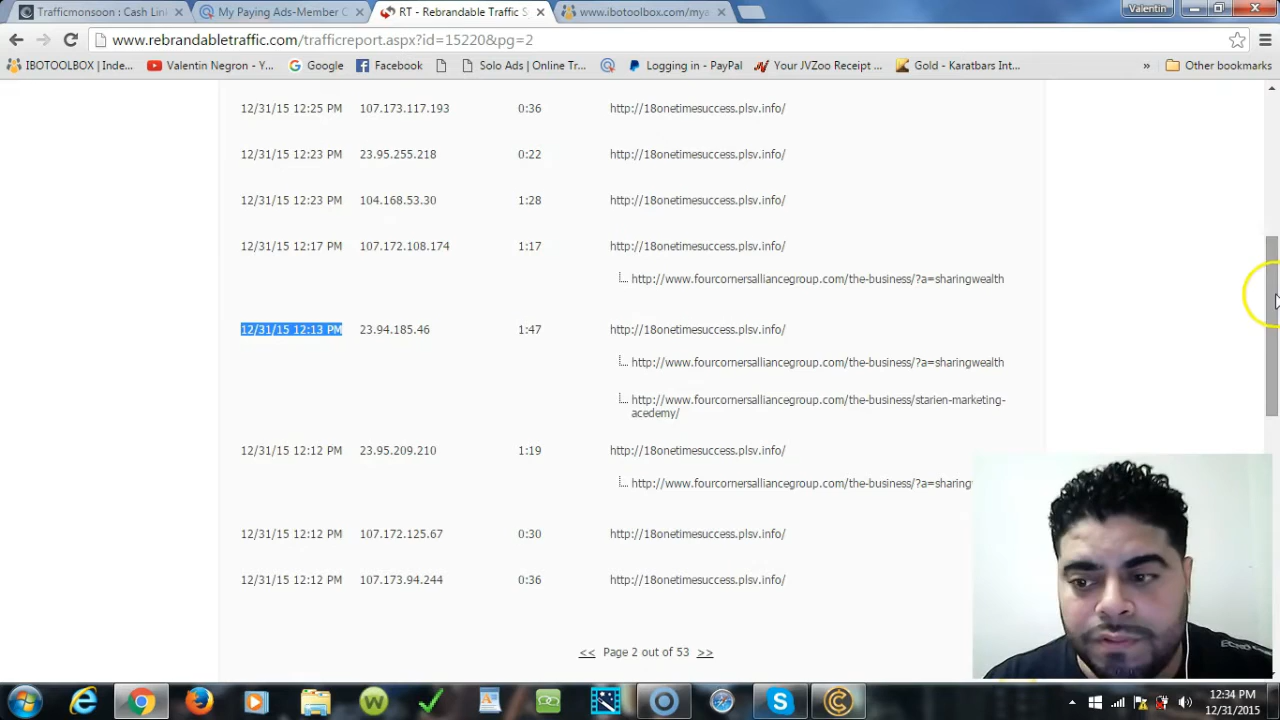 Trafficmonsoon : Cash Lin
My Paying Ads-Member C
RT - Rebrandable Traffic S
www.ibotoolbox.com/mya
Valentin
www.rebrandabletraffic.com/trafficreport.aspx?id=15220&pg=2
IBOTOOLBOX | Inde...
Valentin Negron - Y...
Google
Facebook
Solo Ads | Online Tr...
Logging in - PayPal
Your JVZoo Receipt ...
Gold - Karatbars Int...
»
Other bookmarks
12/31/15 12:25 PM 107.173.117.193 0:36 http://18onetimesuccess.plsv.info/
12/31/15 12:23 PM 23.95.255.218 0:22 http://18onetimesuccess.plsv.info/
12/31/15 12:23 PM 104.168.53.30 1:28 http://18onetimesuccess.plsv.info/
12/31/15 12:17 PM 107.172.108.174 1:17 http://18onetimesuccess.plsv.info/
http://www.fourcornersalliancegroup.com/the-business/?a=sharingwealth
12/31/15 12:13 PM 23.94.185.46 1:47 http://18onetimesuccess.plsv.info/
http://www.fourcornersalliancegroup.com/the-business/?a=sharingwealth
http://www.fourcornersalliancegroup.com/the-business/starien-marketing-
acedemy/
12/31/15 12:12 PM 23.95.209.210 1:19 http://18onetimesuccess.plsv.info/
http://www.fourcornersalliancegroup.com/the-business/?a=sharing
12/31/15 12:12 PM 107.172.125.67 0:30 http://18onetimesuccess.plsv.info/
12/31/15 12:12 PM 107.173.94.244 0:36 http://18onetimesuccess.plsv.info/
<< Page 2 out of 53 >>
12:34 PM
12/31/2015